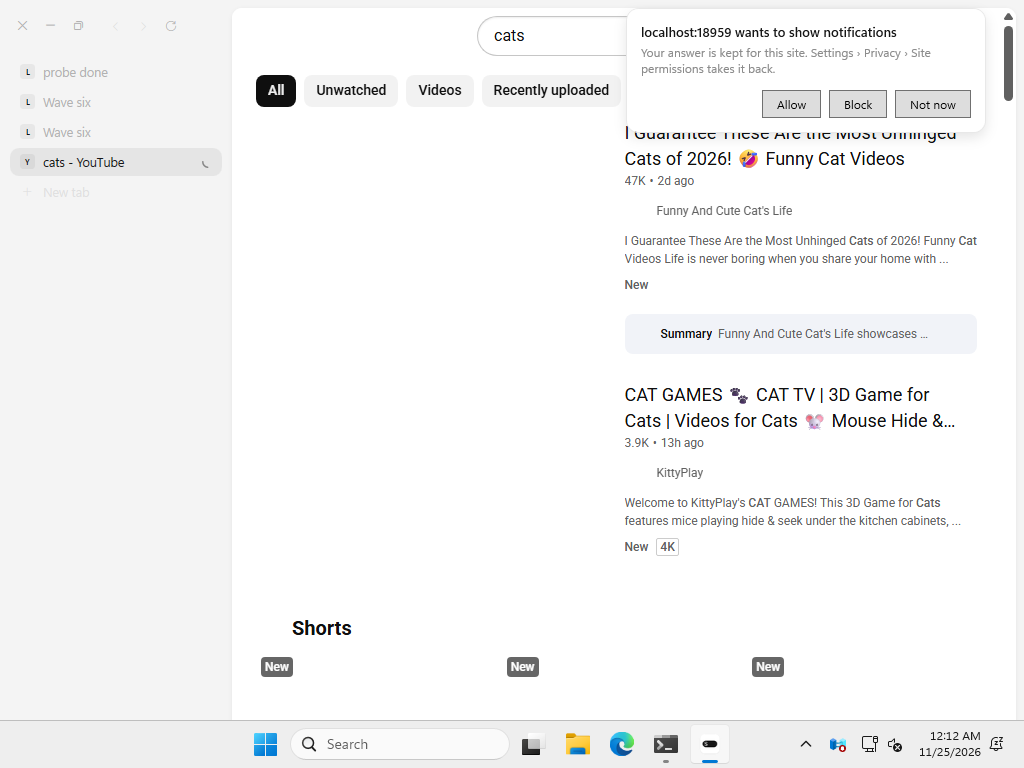 probe done
Wave six
Wave six
cats - YouTube
New tab
cats
localhost:18959 wants to show notifications
Your answer is kept for this site. Settings › Privacy › Site
permissions takes it back.
Allow
Block
Not now
All
Unwatched
Videos
Recently uploaded
I Guarantee These Are the Most Unhinged
Cats of 2026! 🤣 Funny Cat Videos
47K • 2d ago
Funny And Cute Cat's Life
I Guarantee These Are the Most Unhinged Cats of 2026! Funny Cat
Videos Life is never boring when you share your home with ...
New
Summary Funny And Cute Cat's Life showcases ...
CAT GAMES 🐾 CAT TV | 3D Game for
Cats | Videos for Cats 🐭 Mouse Hide &...
3.9K • 13h ago
KittyPlay
Welcome to KittyPlay's CAT GAMES! This 3D Game for Cats
features mice playing hide & seek under the kitchen cabinets, ...
New 4K
Shorts
New
New
New
Search
12:12 AM
11/25/2026